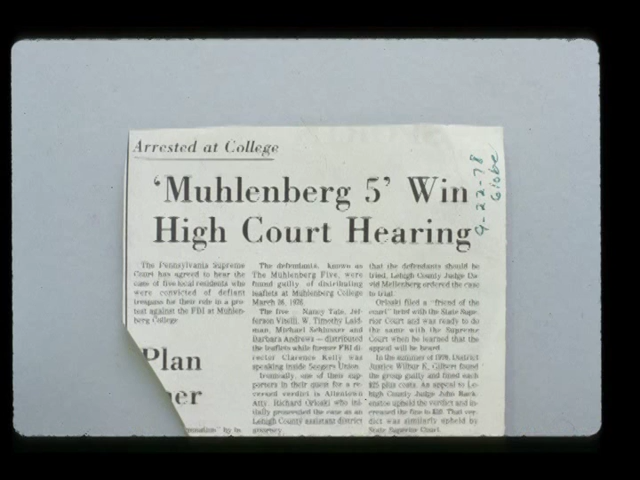 Arrested at College
'Muhlenberg 5' Win
High Court Hearing
9-22-78
Globe
The Pennsylvania Supreme
Court has agreed to hear the
case of five local residents who
were convicted of defiant
trespass for their role in a pro-
test against the FBI at Muhlen-
berg College
The defendants, known as
The Muhlenberg Five, were
found guilty of distributing
leaflets at Muhlenberg College
March 26, 1976.
The five — Nancy Tate, Jef-
ferson Vitelli, W. Timothy
Michael Schlosser and
Barbara Andrews — distributed
the leaflets while former FBI di-
rector Clarence Kelly was
speaking inside Seegers Union.
Ironically, one of their sup-
porters in their quest for a re-
versed verdict is Allentown
Atty. Richard Orloski who ini-
tially prosecuted the case as an
Lehigh County assistant district
attorney.
that the defendants should be
tried. Lehigh County Judge Da-
vid Mellenberg ordered the case
to trial.
Orloski filed a "friend of the
court" brief with the State Supe-
rior Court and was ready to do
the same with the Supreme
Court when he learned that the
appeal will be heard.
In the summer of District
Justice Wilbur K. Gilbert found
the group guilty and fined each
$25 plus costs. An appeal to Le-
high County Judge John Back-
enstoe upheld the verdict and in-
creased the fine to That ver-
dict was similarly upheld by
State Superior Court.
Plan
er
by its